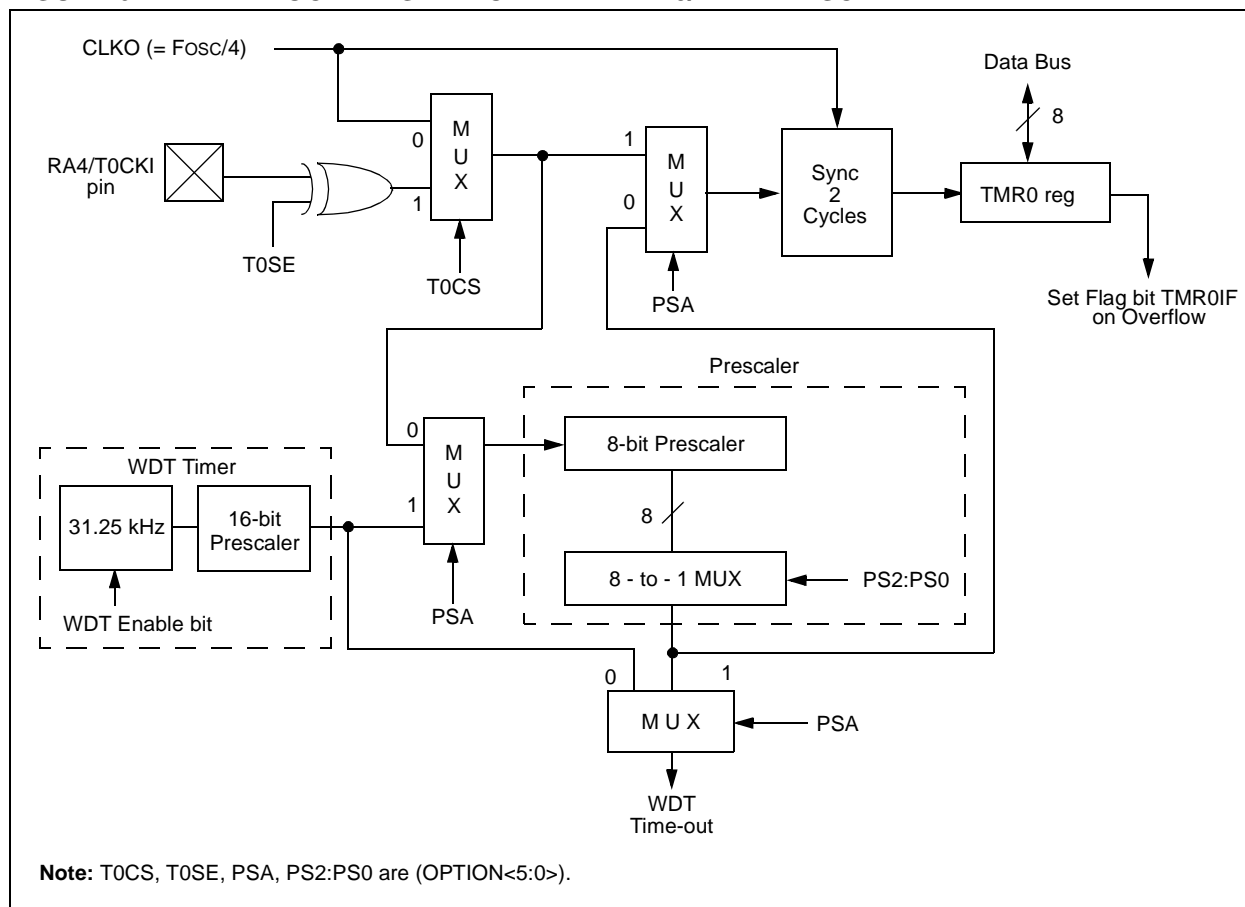 CLKO (= FOSC/4)
Data Bus
8
RA4/T0CKI
pin
0
1
M
U
X
T0SE
T0CS
1
0
M
U
X
PSA
Sync
2
Cycles
TMR0 reg
Set Flag bit TMR0IF
on Overflow
Prescaler
0
1
M
U
X
PSA
8-bit Prescaler
8
8 - to - 1 MUX
PS2:PS0
WDT Timer
31.25 kHz
16-bit
Prescaler
WDT Enable bit
0
1
M U X
PSA
WDT
Time-out
Note: T0CS, T0SE, PSA, PS2:PS0 are (OPTION<5:0>).